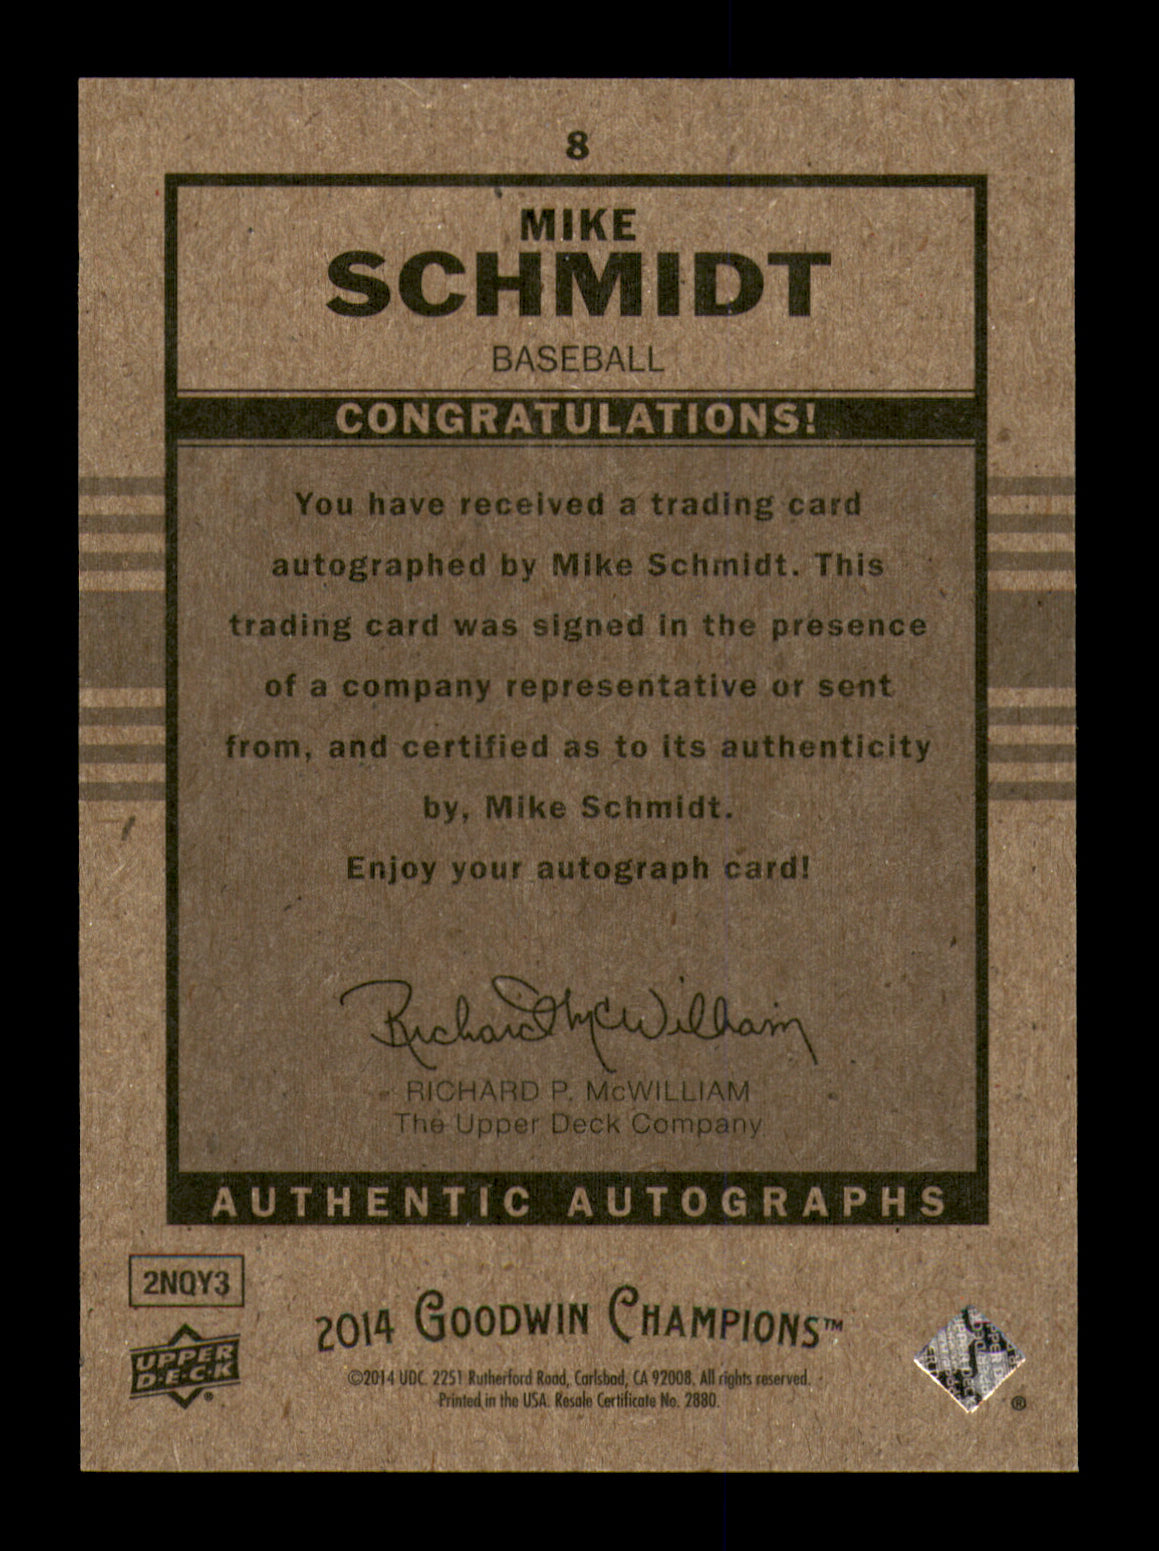 8
MIKE
SCHMIDT
BASEBALL
CONGRATULATIONS!
You have received a trading card
autographed by Mike Schmidt. This
trading card was signed in the presence
of a company representative or sent
from, and certified as to its authenticity
by, Mike Schmidt.
Enjoy your autograph card!
Richard McWilliam
RICHARD P. McWILLIAM
The Upper Deck Company
AUTHENTIC AUTOGRAPHS
2NQY3
2014 GOODWIN CHAMPIONS™
UPPER
DECK®
©2014 UDC. 2251 Rutherford Road, Carlsbad, CA 92008. All rights reserved.
Printed in the USA. Resale Certificate No. 2880.
®